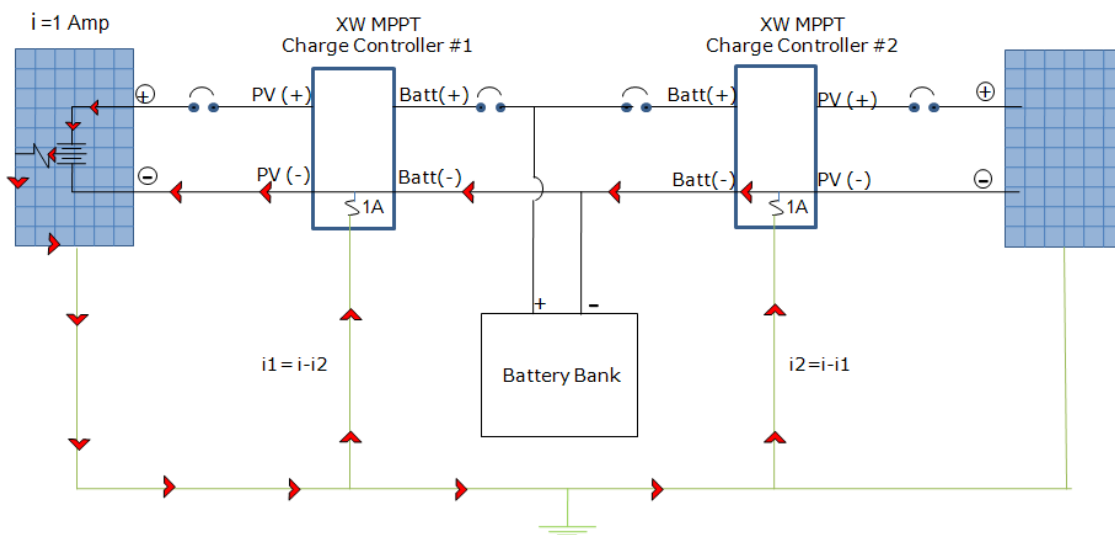 i =1 Amp
XW MPPT
Charge Controller #1
XW MPPT
Charge Controller #2
+
PV (+)
Batt(+)
Batt(+)
PV (+)
+
−
PV (-)
Batt(-)
Batt(-)
PV (-)
−
1A
1A
+
−
i1 = i-i2
Battery Bank
i2=i-i1